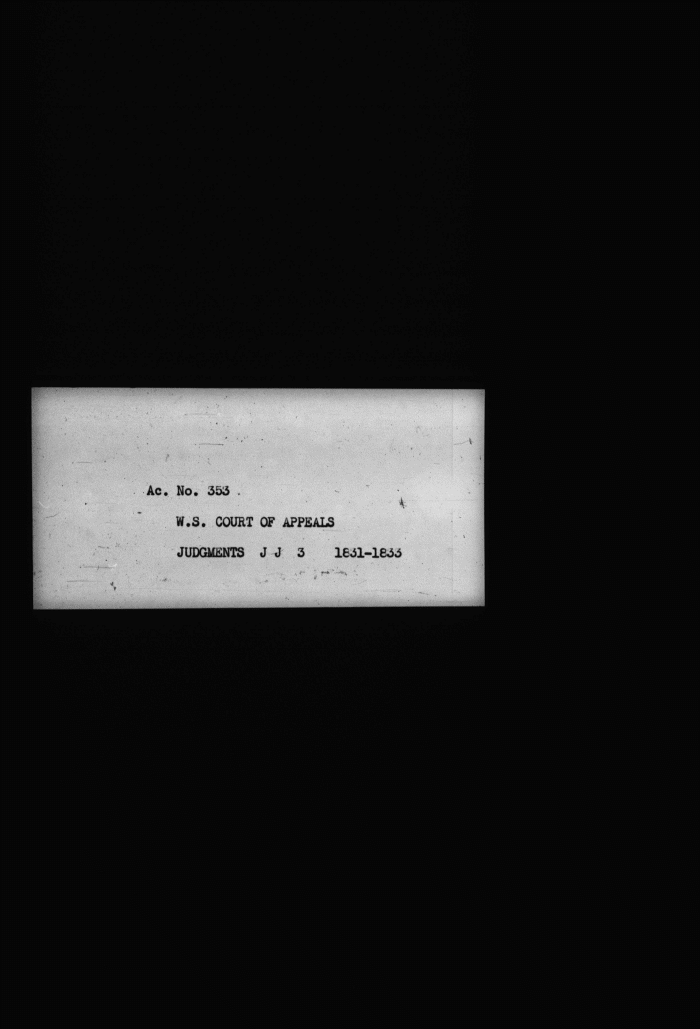 Ac. No. 353
W.S. COURT OF APPEALS
JUDGMENTS J J 3 1831-1833